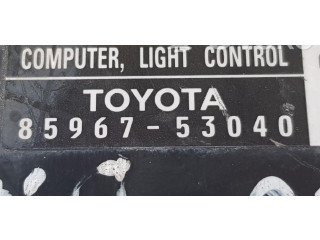 COMPUTER, LIGHT CONTROL
TOYOTA
85967-53040